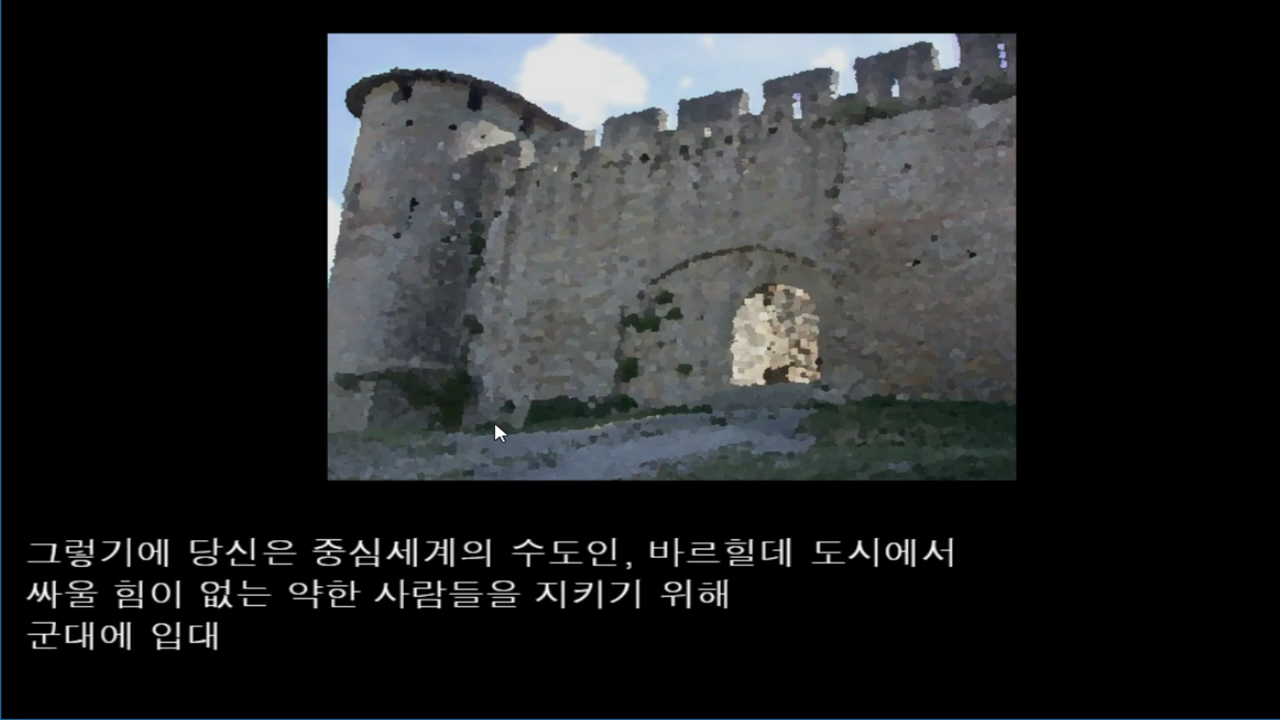 그렇기에 당신은 중심세계의 수도인, 바르힐데 도시에서
싸울 힘이 없는 약한 사람들을 지키기 위해
군대에 입대